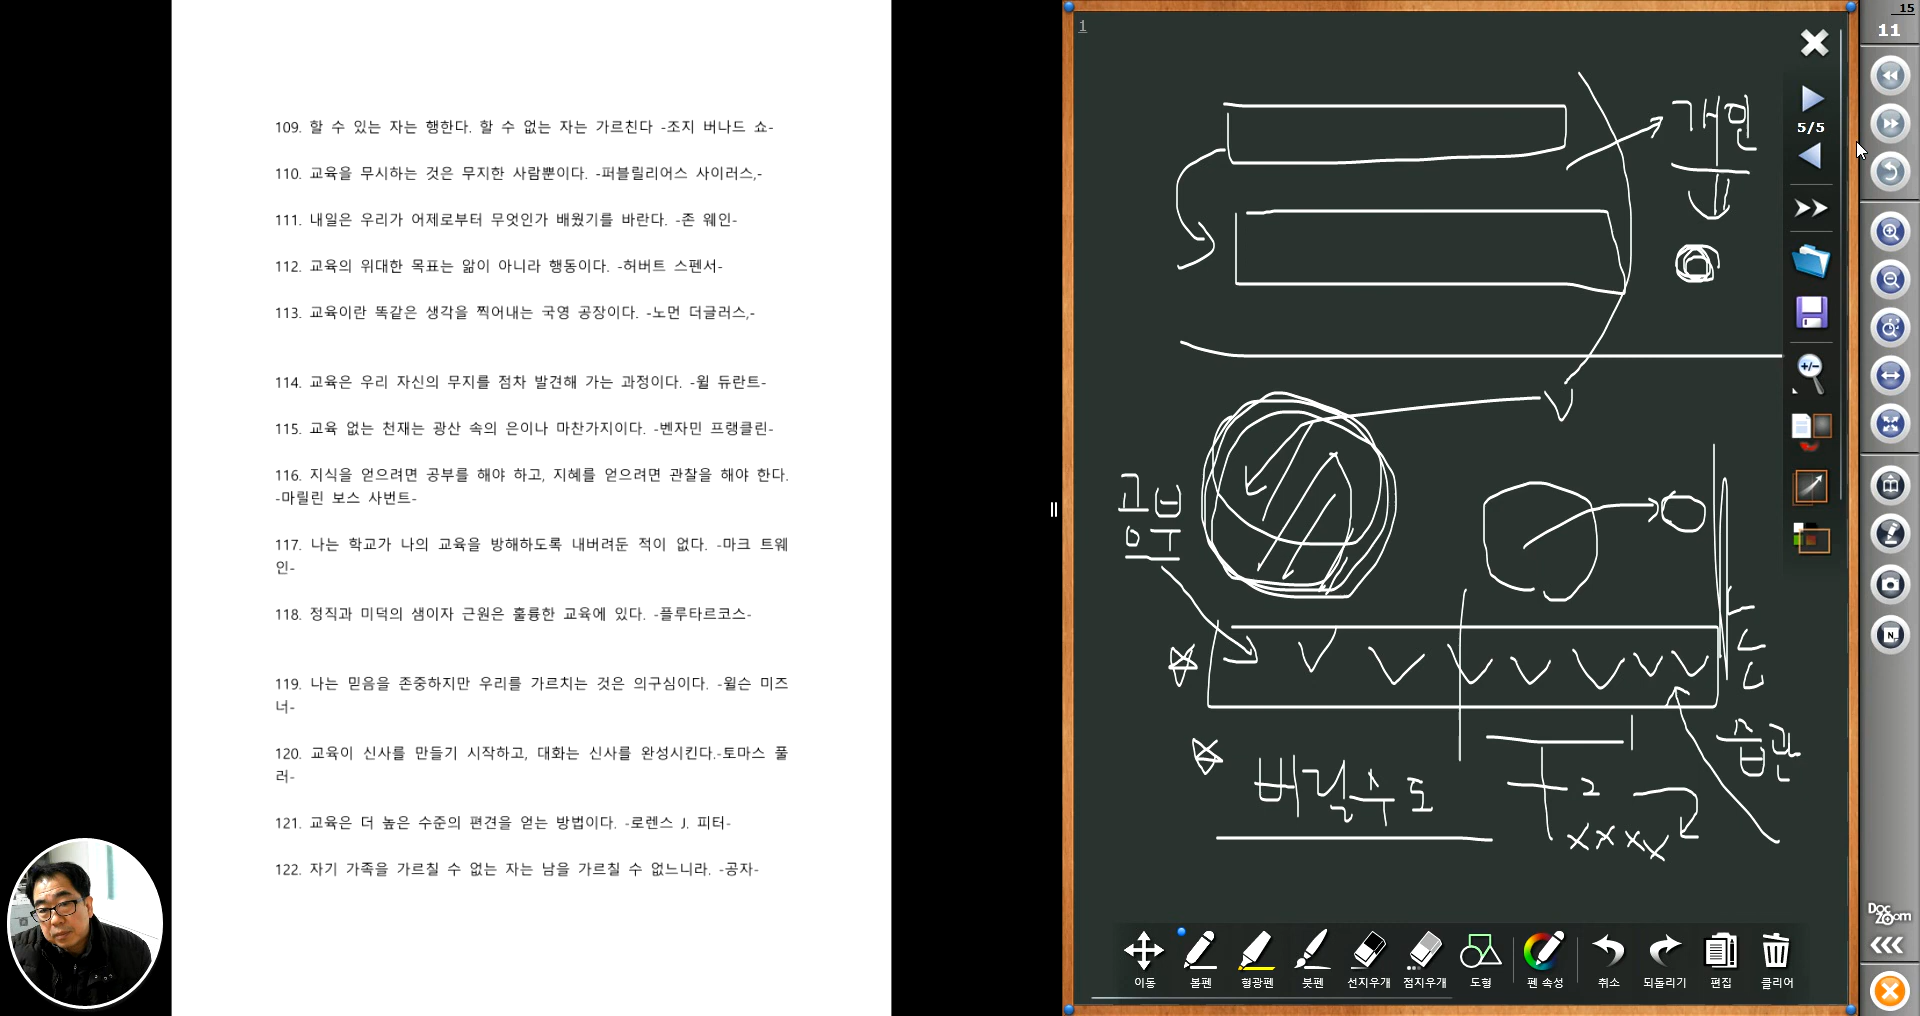 109. 할 수 있는 자는 행한다. 할 수 없는 자는 가르친다 -조지 버나드 쇼-
110. 교육을 무시하는 것은 무지한 사람뿐이다. -퍼블릴리어스 사이러스,-
111. 내일은 우리가 어제로부터 무엇인가 배웠기를 바란다. -존 웨인-
112. 교육의 위대한 목표는 앎이 아니라 행동이다. -허버트 스펜서-
113. 교육이란 똑같은 생각을 찍어내는 국영 공장이다. -노먼 더글러스,-
114. 교육은 우리 자신의 무지를 점차 발견해 가는 과정이다. -윌 듀란트-
115. 교육 없는 천재는 광산 속의 은이나 마찬가지이다. -벤자민 프랭클린-
116. 지식을 얻으려면 공부를 해야 하고, 지혜를 얻으려면 관찰을 해야 한다.
-마릴린 보스 사번트-
117. 나는 학교가 나의 교육을 방해하도록 내버려둔 적이 없다. -마크 트웨
인-
118. 정직과 미덕의 샘이자 근원은 훌륭한 교육에 있다. -플루타르코스-
119. 나는 믿음을 존중하지만 우리를 가르치는 것은 의구심이다. -윌슨 미즈
너-
120. 교육이 신사를 만들기 시작하고, 대화는 신사를 완성시킨다.-토마스 풀
러-
121. 교육은 더 높은 수준의 편견을 얻는 방법이다. -로렌스 J. 피터-
122. 자기 가족을 가르칠 수 없는 자는 남을 가르칠 수 없느니라. -공자-
1
개인
공부
습관
버릴수도
5/5
15
11
+/-
N
Doc
Zoom
이동
볼펜
형광펜
붓펜
선지우개
점지우개
도형
펜 속성
취소
되돌리기
편집
클리어